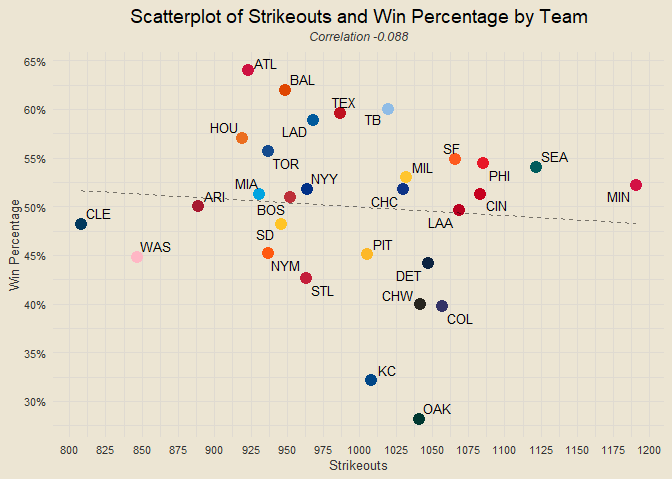 Scatterplot of Strikeouts and Win Percentage by Team
Correlation -0.088
Win Percentage
65%
60%
55%
50%
45%
40%
35%
30%
ATL
BAL
TEX
TB
LAD
HOU
TOR
SF
SEA
PHI
MIL
MIA
NYY
CHC
MIN
ARI
BOS
CIN
LAA
CLE
SD
WAS
PIT
NYM
DET
STL
CHW
COL
KC
OAK
800 825 850 875 900 925 950 975 1000 1025 1050 1075 1100 1125 1150 1175 1200
Strikeouts